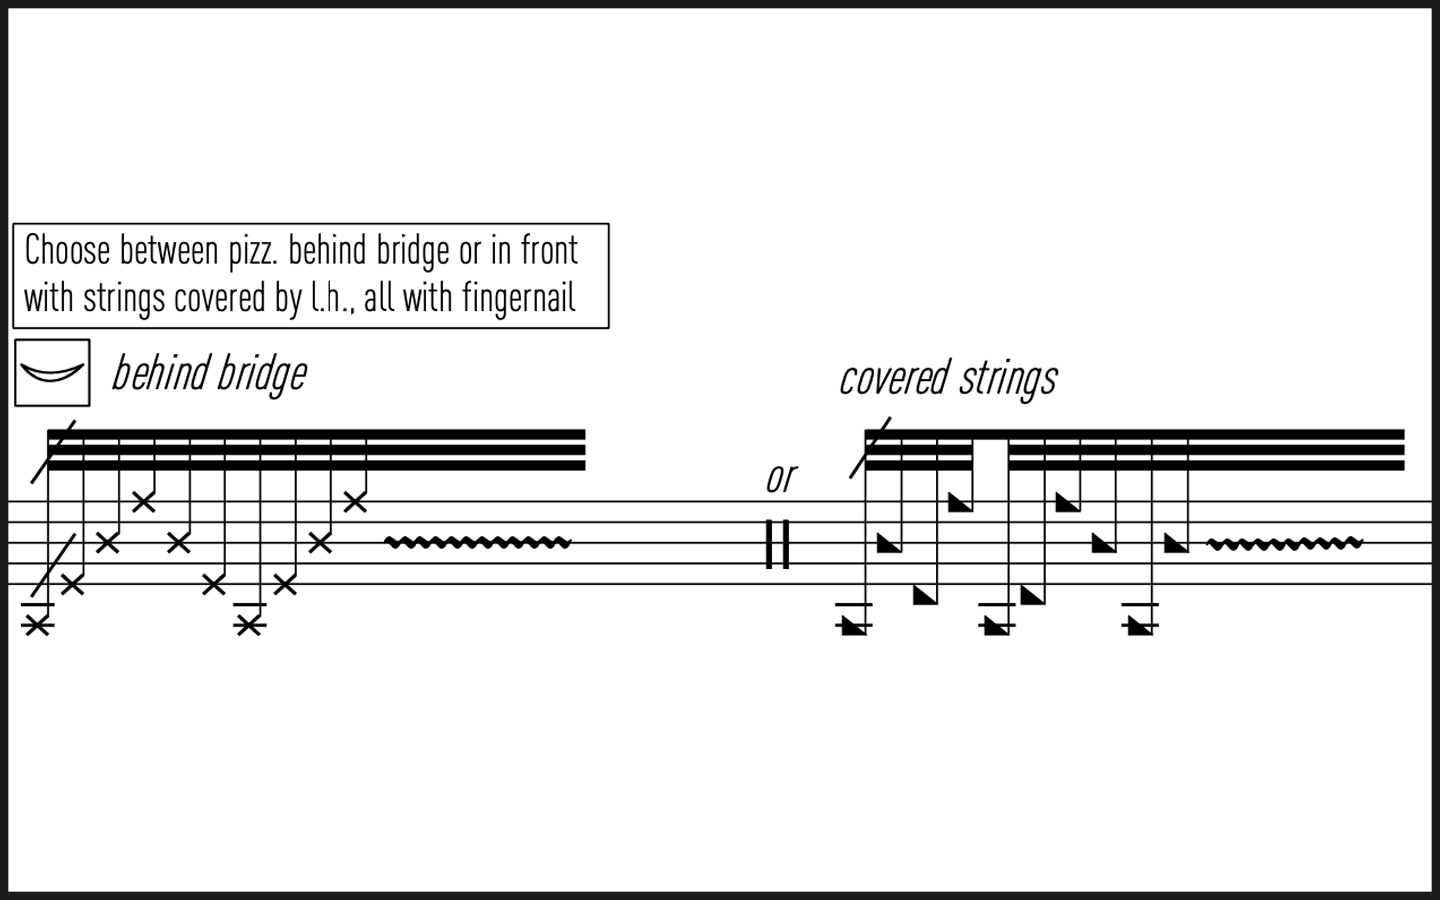 Choose between pizz. behind bridge or in front
with strings covered by l.h., all with fingernail
behind bridge
or
covered strings